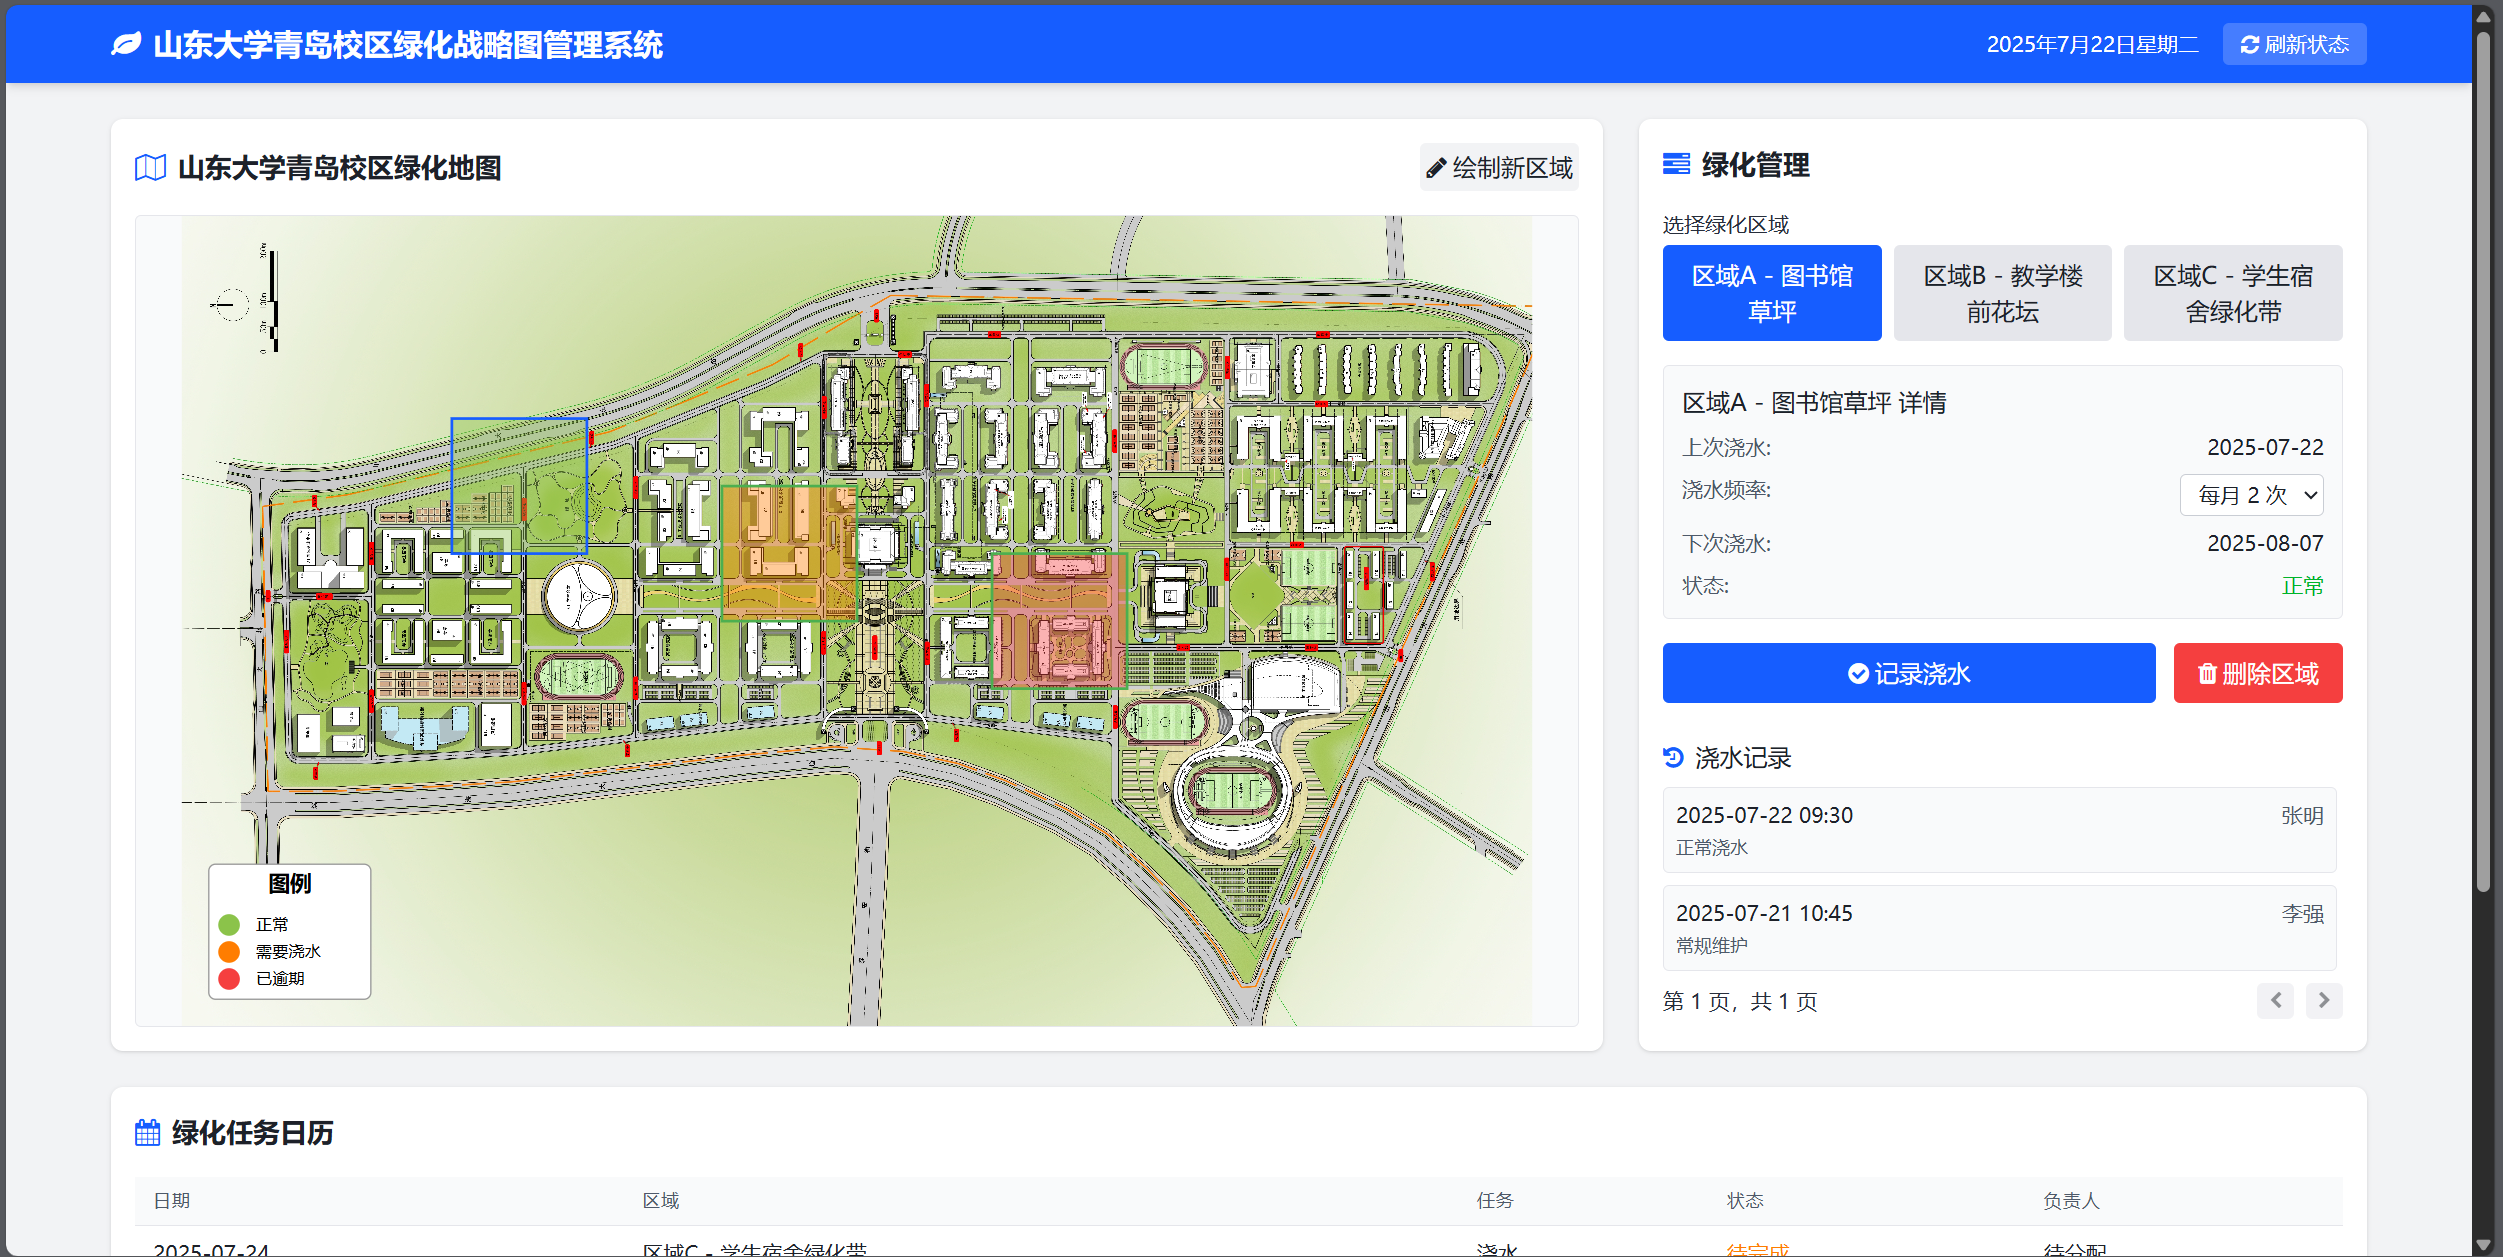 山东大学青岛校区绿化战略图管理系统
2025年7月22日星期二
刷新状态
山东大学青岛校区绿化地图
绘制新区域
图例
正常
需要浇水
已逾期
绿化管理
选择绿化区域
区域A - 图书馆
草坪
区域B - 教学楼
前花坛
区域C - 学生宿
舍绿化带
区域A - 图书馆草坪 详情
上次浇水:
2025-07-22
浇水频率:
每月 2 次
下次浇水:
2025-08-07
状态:
正常
记录浇水
删除区域
浇水记录
2025-07-22 09:30
张明
正常浇水
2025-07-21 10:45
李强
常规维护
第 1 页，共 1 页
绿化任务日历
日期
区域
任务
状态
负责人
2025-07-24
区域C - 学生宿舍绿化带
浇水
待完成
待分配